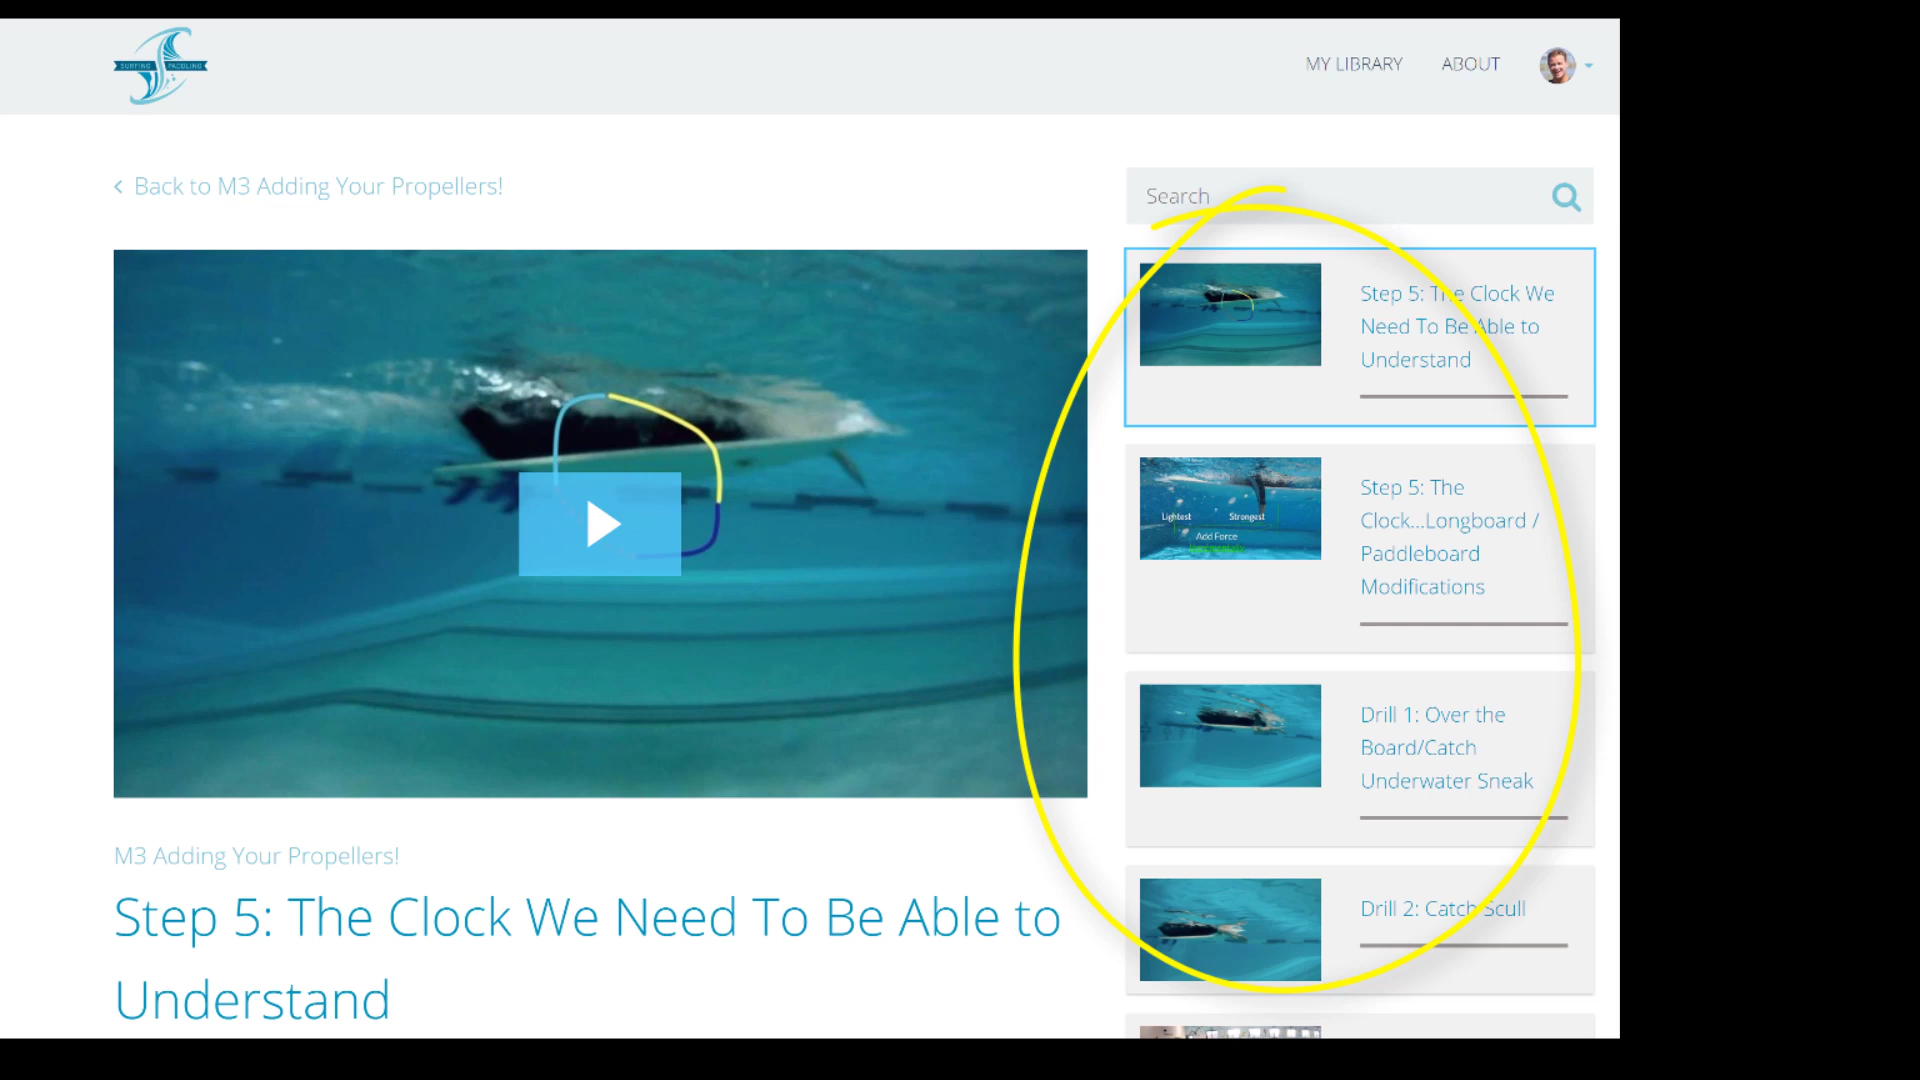 SURFING PADDLING
MY LIBRARY
ABOUT
Back to M3 Adding Your Propellers!
Search
Step 5: The Clock We
Need To Be Able to
Understand
Step 5: The
Clock...Longboard /
Paddleboard
Modifications
Lightest
Strongest
Add Force
Drill 1: Over the
Board/Catch
Underwater Sneak
Drill 2: Catch Scull
M3 Adding Your Propellers!
Step 5: The Clock We Need To Be Able to
Understand